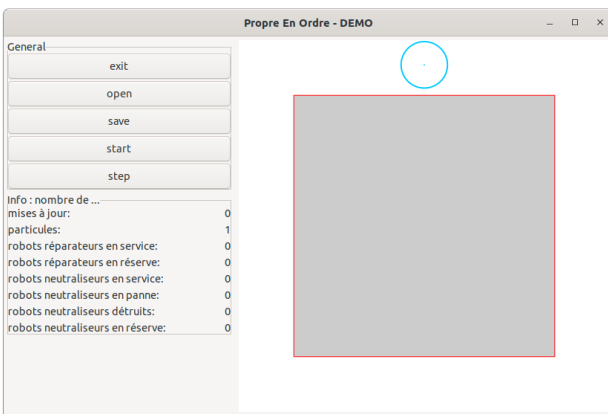 Propre En Ordre - DEMO
General
exit
open
save
start
step
Info : nombre de ...
mises à jour: 0
particules: 1
robots réparateurs en service: 0
robots réparateurs en réserve: 0
robots neutraliseurs en service: 0
robots neutraliseurs en panne: 0
robots neutraliseurs détruits: 0
robots neutraliseurs en réserve: 0